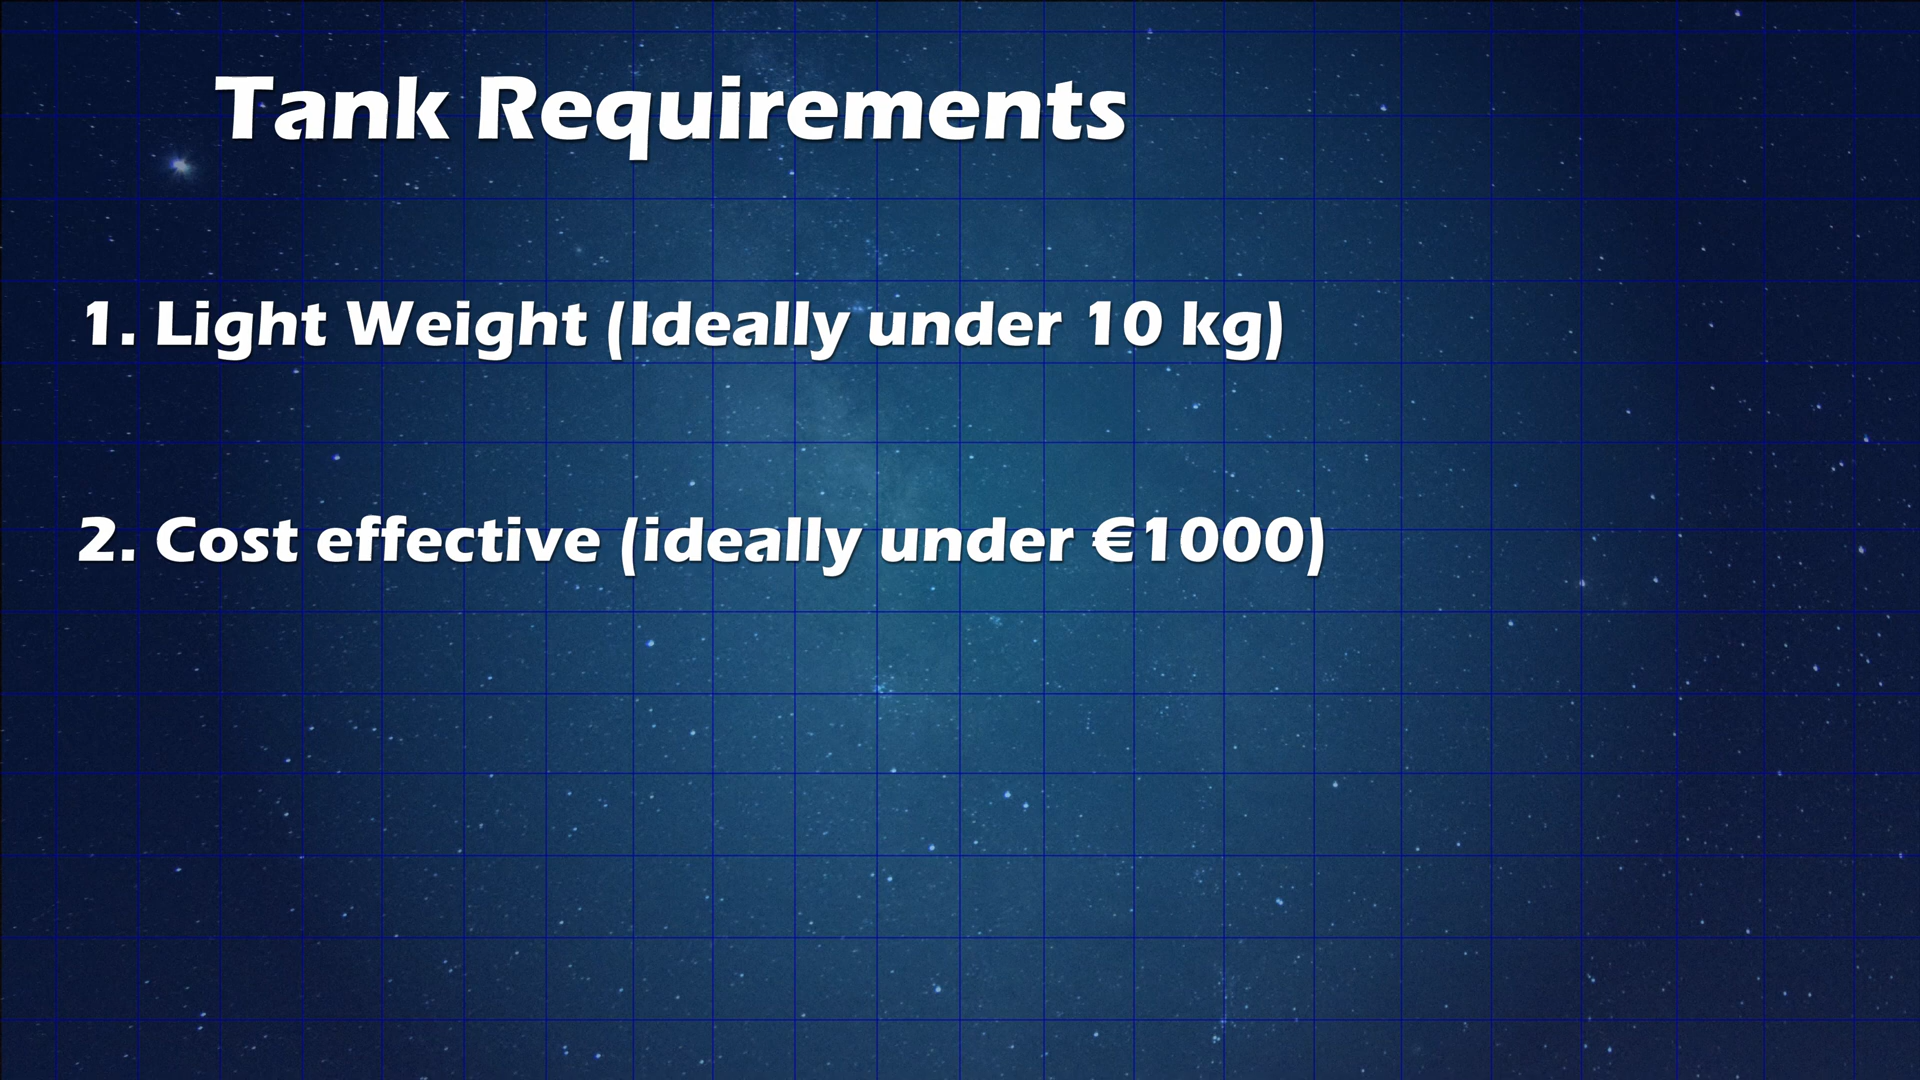 Tank Requirements
1. Light Weight (Ideally under 10 kg)
2. Cost effective (ideally under €1000)